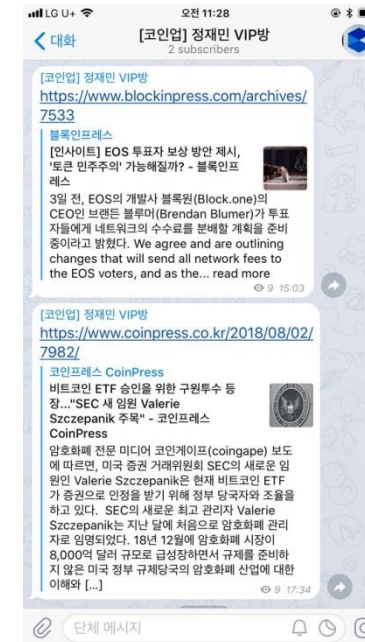 LG U+ 오전 11:28
대화
[코인업] 정재민 VIP방
2 subscribers
[코인업] 정재민 VIP방
https://www.blockinpress.com/archives/
7533
블록인프레스
[인사이트] EOS 투표자 보상 방안 제시,
'토큰 민주주의' 가능해질까? - 블록인프
레스
3일 전, EOS의 개발사 블록원(Block.one)의
CEO인 브랜든 블루머(Brendan Blumer)가 투표
자들에게 네트워크의 수수료를 분배할 계획을 준비
중이라고 밝혔다. We agree and are outlining
changes that will send all network fees to
the EOS voters, and as the... read more
9 15:03
[코인업] 정재민 VIP방
https://www.coinpress.co.kr/2018/08/02/
7982/
코인프레스 CoinPress
비트코인 ETF 승인을 위한 구원투수 등
장..."SEC 새 임원 Valerie
Szczepanik 주목" - 코인프레스
CoinPress
암호화폐 전문 미디어 코인게이프(coingape) 보도
에 따르면, 미국 증권 거래위원회 SEC의 새로운 임
원인 Valerie Szczepanik은 현재 비트코인 ETF
가 증권으로 인정을 받기 위해 정부 당국자와 조율을
하고 있다. SEC의 새로운 최고 관리자 Valerie
Szczepanik는 지난 달에 처음으로 암호화폐 관리
자로 임명되었다. 18년 12월에 암호화폐 시장이
8,000억 달러 규모로 급성장하면서 규제를 준비하
지 않은 미국 정부 규제당국의 암호화폐 산업에 대한
이해와 [...]
9 17:34
단체 메시지